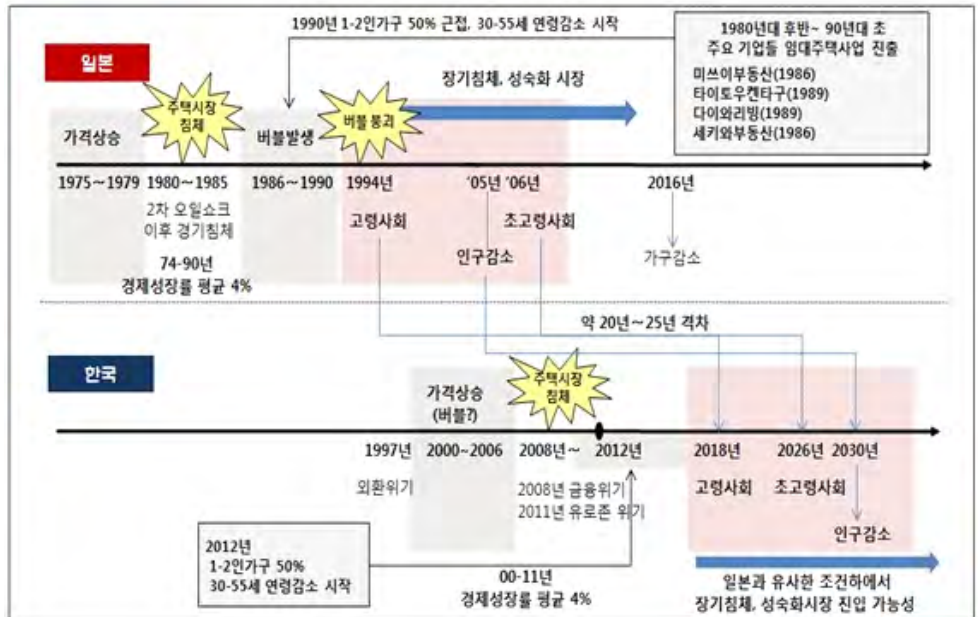 1990년 1-2인가구 50% 근접, 30-55세 연령감소 시작
1980년대 후반~ 90년대 초
주요 기업들 임대주택사업 진출
미쓰이부동산(1986)
타이토우켄타구(1989)
다이와리빙(1989)
세키와부동산(1986)
일본
장기침체, 성숙화 시장
주택시장
침체
버블 붕괴
가격상승
버블발생
1975~1979
1980~1985
1986~1990
1994년
'05년 '06년
2016년
2차 오일쇼크
이후 경기침체
고령사회
초고령사회
인구감소
가구감소
74-90년
경제성장률 평균 4%
약 20년~25년 격차
한국
가격상승
(버블?)
주택시장
침체
1997년
2000~2006
2008년~
2012년
2018년
2026년
2030년
외환위기
2008년 금융위기
2011년 유로존 위기
고령사회
초고령사회
인구감소
2012년
1-2인가구 50%
30-55세 연령감소 시작
00-11년
경제성장률 평균 4%
일본과 유사한 조건하에서
장기침체, 성숙화시장 진입 가능성